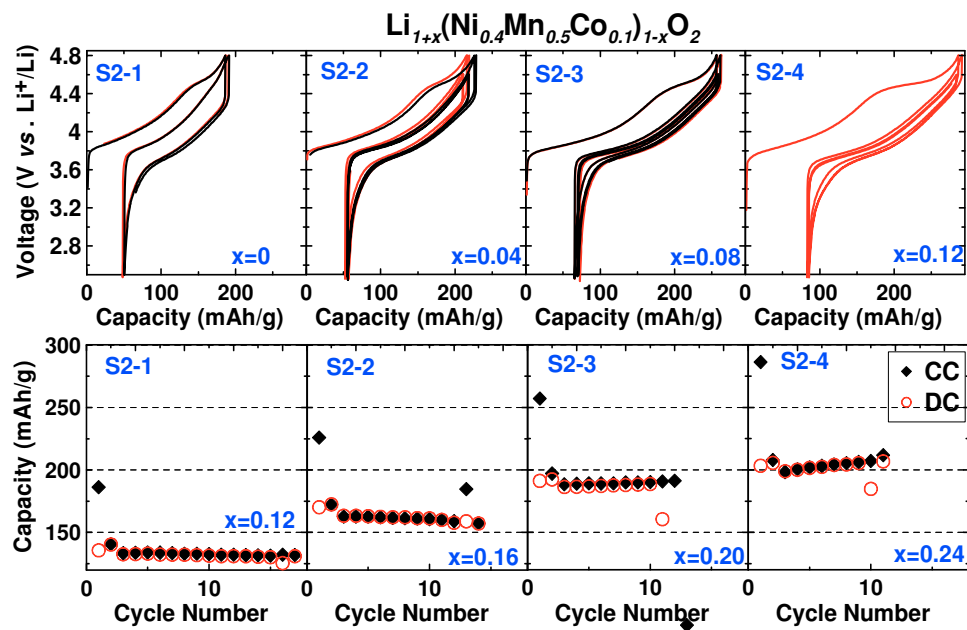 Li1+x(Ni0.4Mn0.5Co0.1)1-xO2
Voltage (V vs. Li+/Li)
4.8
4.4
4
3.6
3.2
2.8
S2-1
S2-2
S2-3
S2-4
x=0
x=0.04
x=0.08
x=0.12
0 100 200
0 100 200
0 100 200
0 100 200
Capacity (mAh/g)
Capacity (mAh/g)
Capacity (mAh/g)
Capacity (mAh/g)
Capacity (mAh/g)
300
250
200
150
S2-1
S2-2
S2-3
S2-4
CC
DC
x=0.12
x=0.16
x=0.20
x=0.24
0 10
0 10
0 10
0 10
Cycle Number
Cycle Number
Cycle Number
Cycle Number